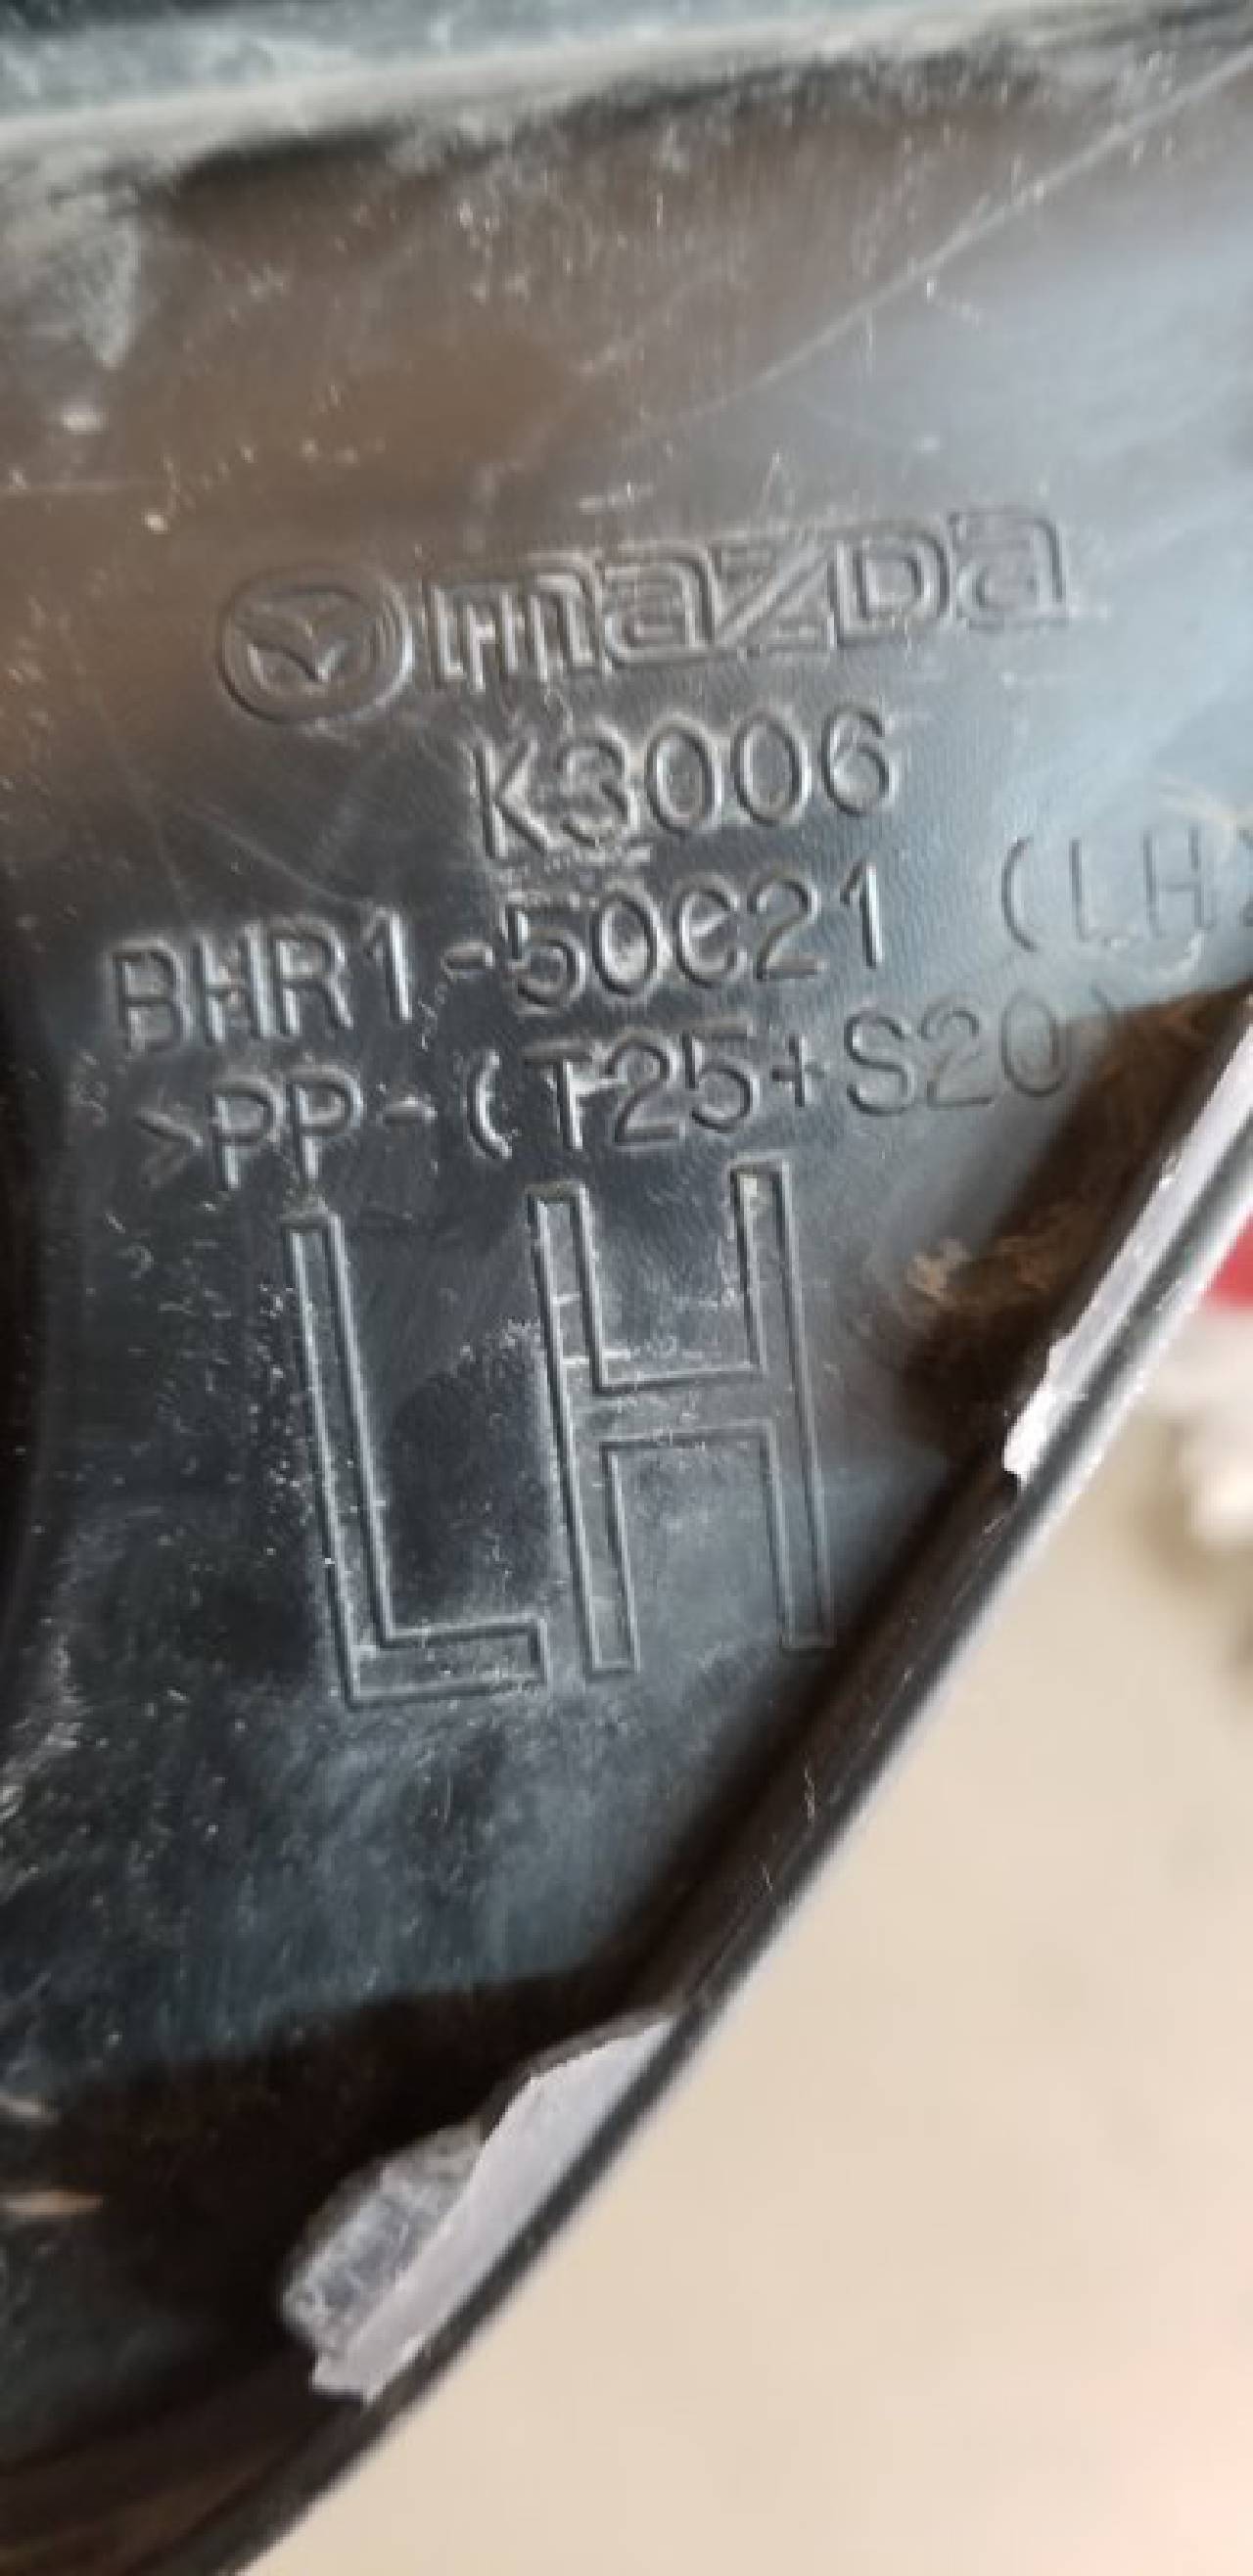 mazda
K3006
BHR1-50C21 (LH)
>PP-(T25+S20)
LH